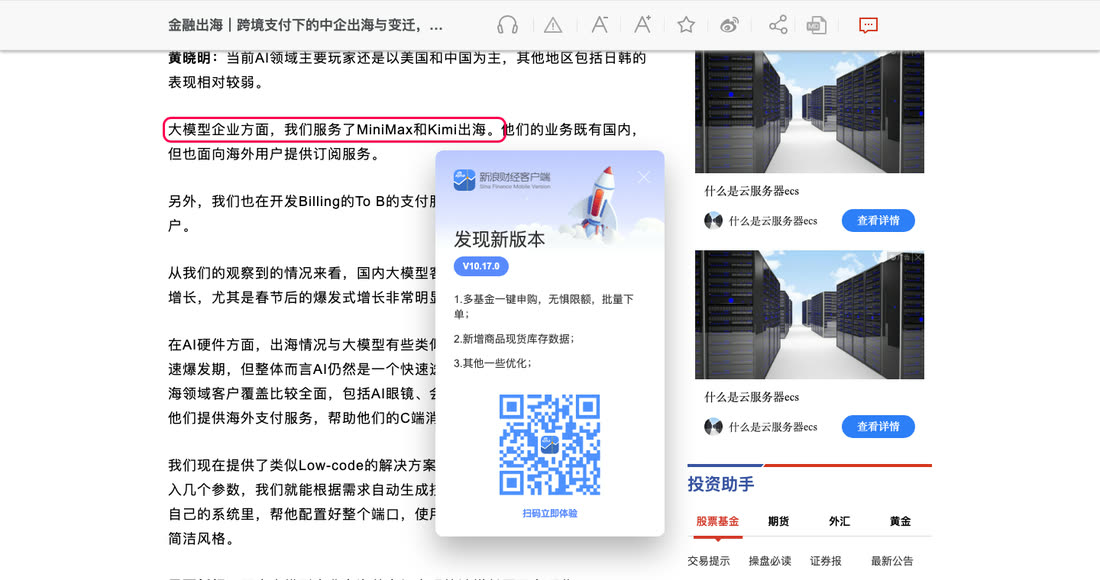 金融出海｜跨境支付下的中企出海与变迁，...
黄晓明：当前AI领域主要玩家还是以美国和中国为主，其他地区包括日韩的
表现相对较弱。
大模型企业方面，我们服务了MiniMax和Kimi出海。他们的业务既有国内，
但也面向海外用户提供订阅服务。
另外，我们也在开发Billing的To B的支付
户。
从我们的观察到的情况来看，国内大模型
增长，尤其是春节后的爆发式增长非常明
在AI硬件方面，出海情况与大模型有些类
速爆发期，但整体而言AI仍然是一个快速
海领域客户覆盖比较全面，包括AI眼镜、
他们提供海外支付服务，帮助他们的C端
我们现在提供了类似Low-code的解决方案
入几个参数，我们就能根据需求自动生成
自己的系统里，帮他配置好整个端口，使
简洁风格。
新浪财经客户端
Sina Finance Mobile Version
发现新版本
V10.17.0
1.多基金一键申购，无惧限额，批量下
单；
2.新增商品现货库存数据；
3.其他一些优化；
扫码立即体验
什么是云服务器ecs
什么是云服务器ecs
查看详情
什么是云服务器ecs
什么是云服务器ecs
查看详情
投资助手
股票基金 期货 外汇 黄金
交易提示 操盘必读 证券报 最新公告